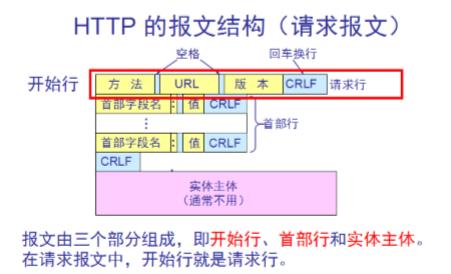 HTTP 的报文结构（请求报文）
空格 回车换行
开始行 方 法 URL 版 本 CRLF 请求行
首部字段名 : 值 CRLF
⋮ 首部行
首部字段名 : 值 CRLF
CRLF
实体主体
（通常不用）
报文由三个部分组成，即开始行、首部行和实体主体。
在请求报文中，开始行就是请求行。